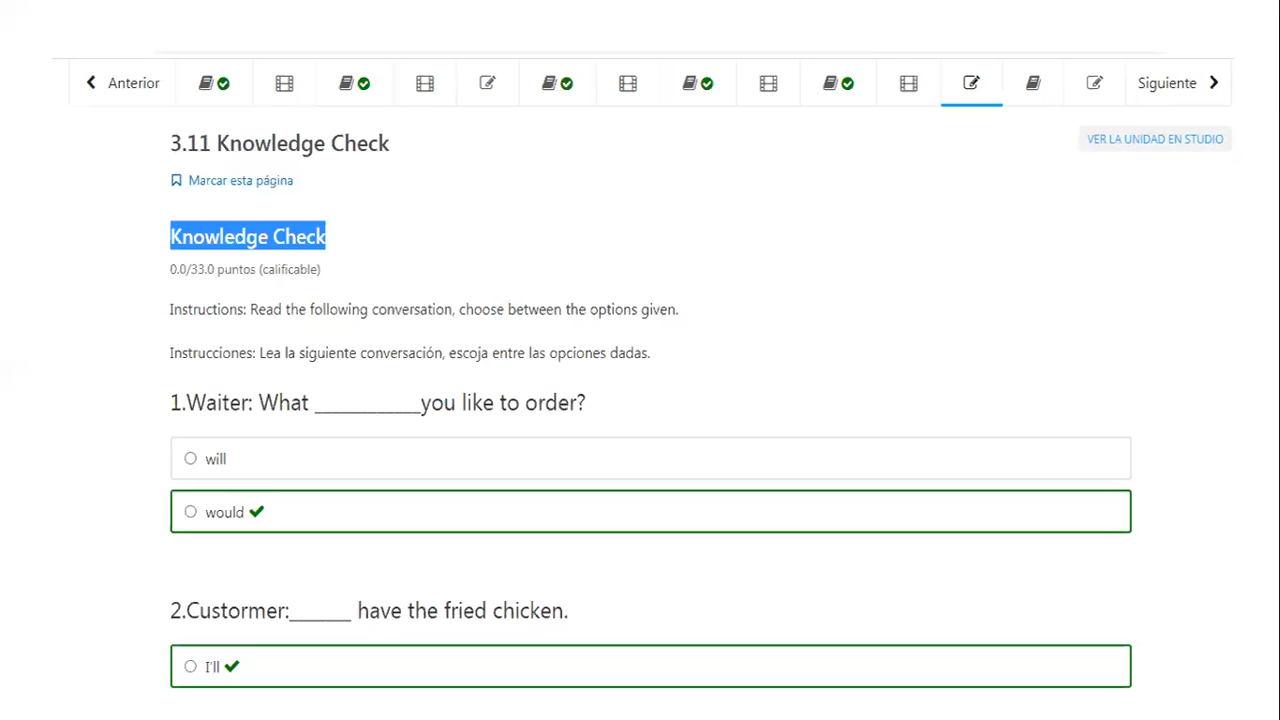 Anterior
Siguiente
3.11 Knowledge Check
VER LA UNIDAD EN STUDIO
Marcar esta página
Knowledge Check
0.0/33.0 puntos (calificable)
Instructions: Read the following conversation, choose between the options given.
Instrucciones: Lea la siguiente conversación, escoja entre las opciones dadas.
1.Waiter: What ____________you like to order?
will
would
2.Custormer:_______ have the fried chicken.
I'll